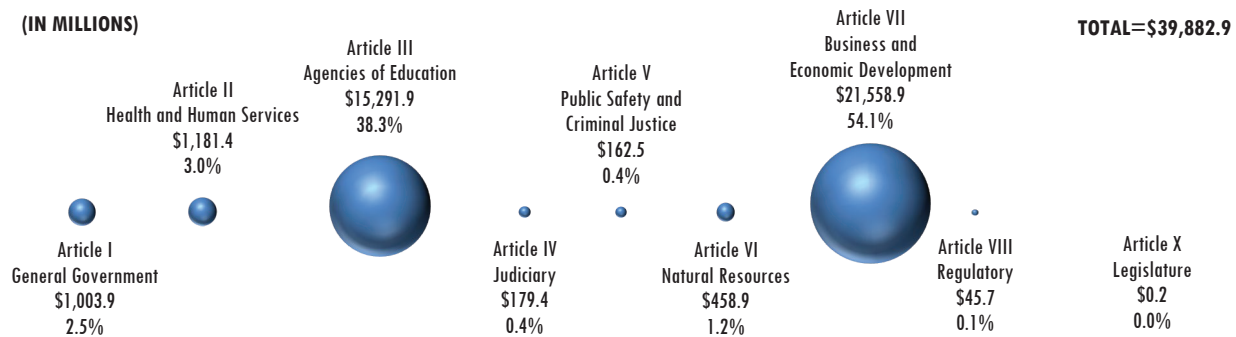 (IN MILLIONS)
TOTAL=$39,882.9
Article I
General Government
$1,003.9
2.5%
Article II
Health and Human Services
$1,181.4
3.0%
Article III
Agencies of Education
$15,291.9
38.3%
Article IV
Judiciary
$179.4
0.4%
Article V
Public Safety and
Criminal Justice
$162.5
0.4%
Article VI
Natural Resources
$458.9
1.2%
Article VII
Business and
Economic Development
$21,558.9
54.1%
Article VIII
Regulatory
$45.7
0.1%
Article X
Legislature
$0.2
0.0%